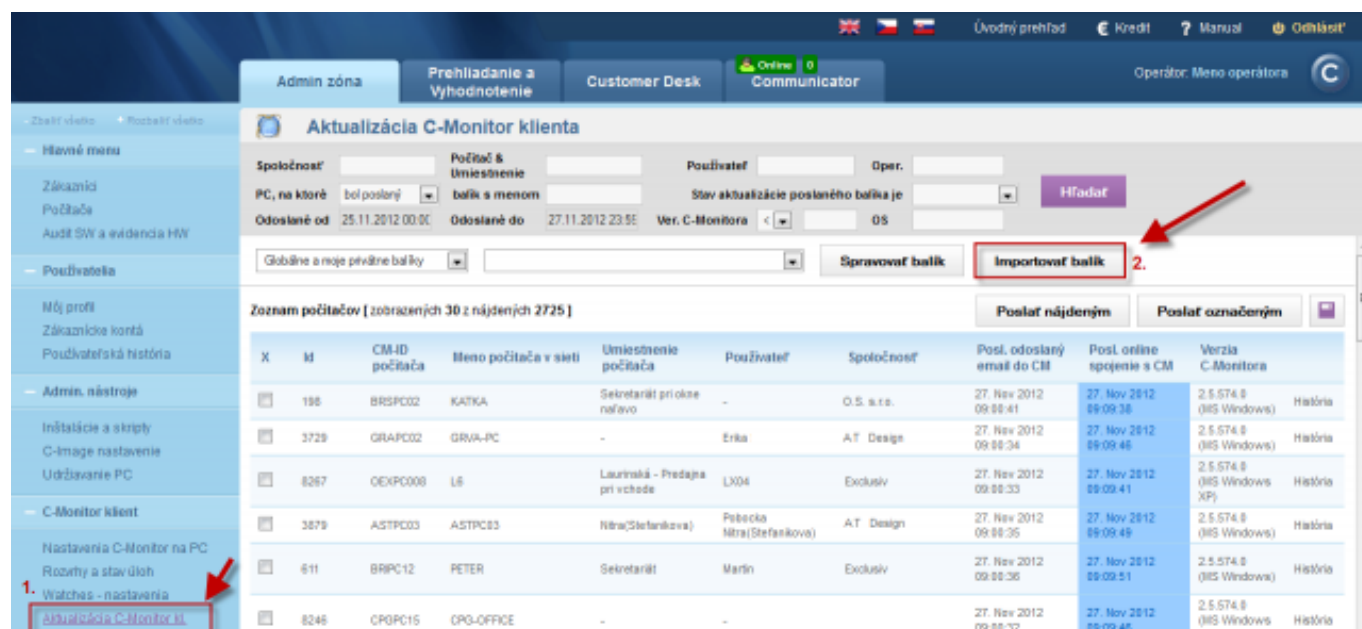 Úvodný prehľad € Kredit ? Manual Odhlásiť
Admin zóna
Prehliadanie a
Vyhodnotenie
Customer Desk
Online 0
Communicator
Operátor: Meno operátora
- Zbaliť všetko + Rozbaliť všetko
Aktualizácia C-Monitor klienta
Hlavné menu
Zákazníci
Počítače
Audit SW a evidencia HW
Používatelia
Môj profil
Zákaznícke kontá
Používateľská história
Admin. nástroje
Inštalácie a skripty
C-Image nastavenie
Udržiavanie PC
C-Monitor klient
Nastavenia C-Monitor na PC
Rozvrhy a stav úloh
1. Watches - nastavenia
Aktualizácia C-Monitor kl.
Spoločnosť Počítač & Umiestnenie Používateľ Oper.
PC, na ktoré bol poslaný balík s menom Stav aktualizácie poslaného balíka je Hľadať
Odoslané od 25.11.2012 00:00 Odoslané do 27.11.2012 23:59 Ver. C-Monitora < OS
Globálne a moje privátne balíky Spravovať balík Importovať balík 2.
Zoznam počítačov [ zobrazených 30 z nájdených 2725 ] Poslať nájdeným Poslať označeným
X Id CM-ID počítača Meno počítača v sieti Umiestnenie počítača Používateľ Spoločnosť Posl. odoslaný email do CM Posl. online spojenie s CM Verzia C-Monitora
196 BRSPC02 KATKA Sekretariát pri okne naľavo - O.S. s.r.o. 27. Nov 2012 09:00:41 27. Nov 2012 09:09:38 2.5.574.0 (MS Windows) História
3729 GRAPC02 GRVA-PC - Erika AT Design 27. Nov 2012 09:00:34 27. Nov 2012 09:09:46 2.5.574.0 (MS Windows) História
8267 OEXPC008 L6 Laurinská - Predajna pri vchode LX04 Exclusiv 27. Nov 2012 09:00:33 27. Nov 2012 09:09:41 2.5.574.0 (MS Windows XP) História
3879 ASTPC03 ASTPC03 Nitra(Stefanikova) Pobocka Nitra(Stefanikova) AT Design 27. Nov 2012 09:00:35 27. Nov 2012 09:09:49 2.5.574.0 (MS Windows) História
611 BRIPC12 PETER Sekretariát Martin Exclusiv 27. Nov 2012 09:00:36 27. Nov 2012 09:09:51 2.5.574.0 (MS Windows) História
8246 CPGPC15 CPG-OFFICE - - 27. Nov 2012 27. Nov 2012 2.5.574.0 (MS Windows) História